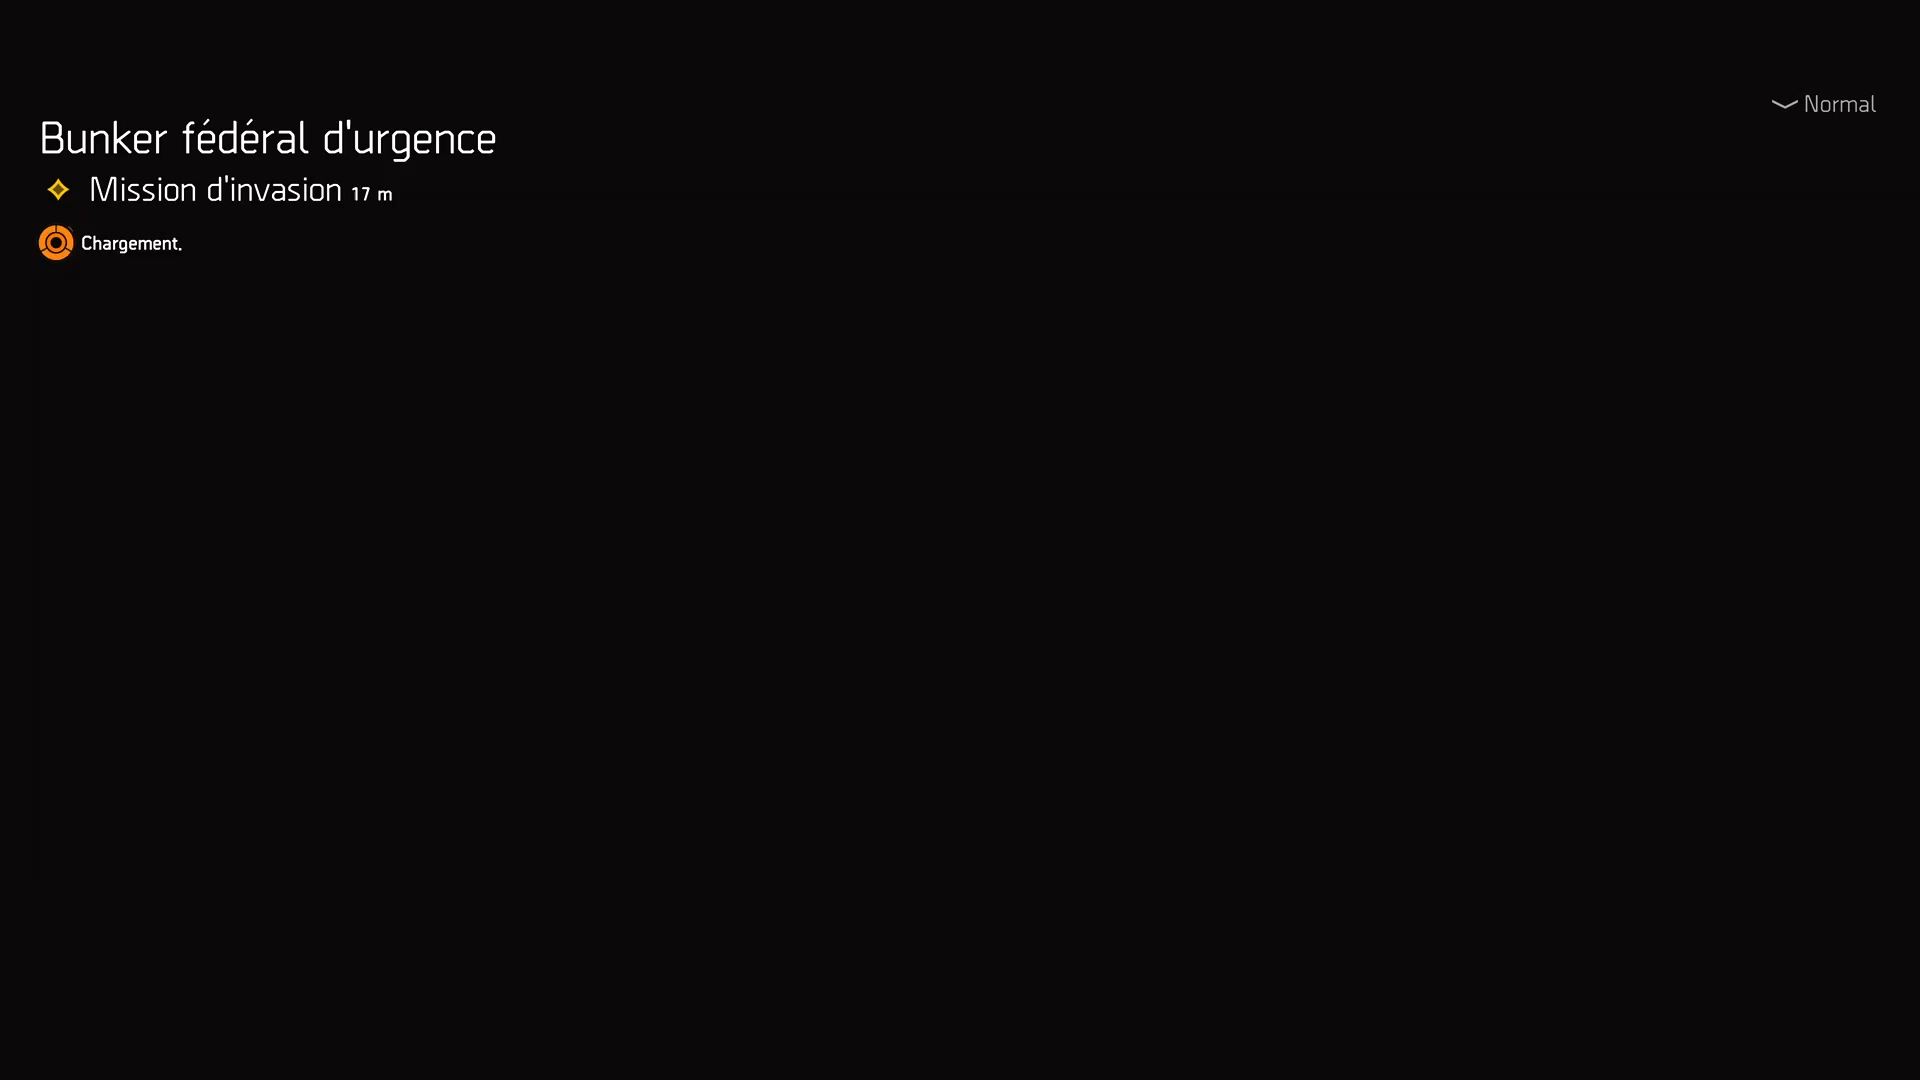 Normal
Bunker fédéral d'urgence
Mission d'invasion 17 m
Chargement.